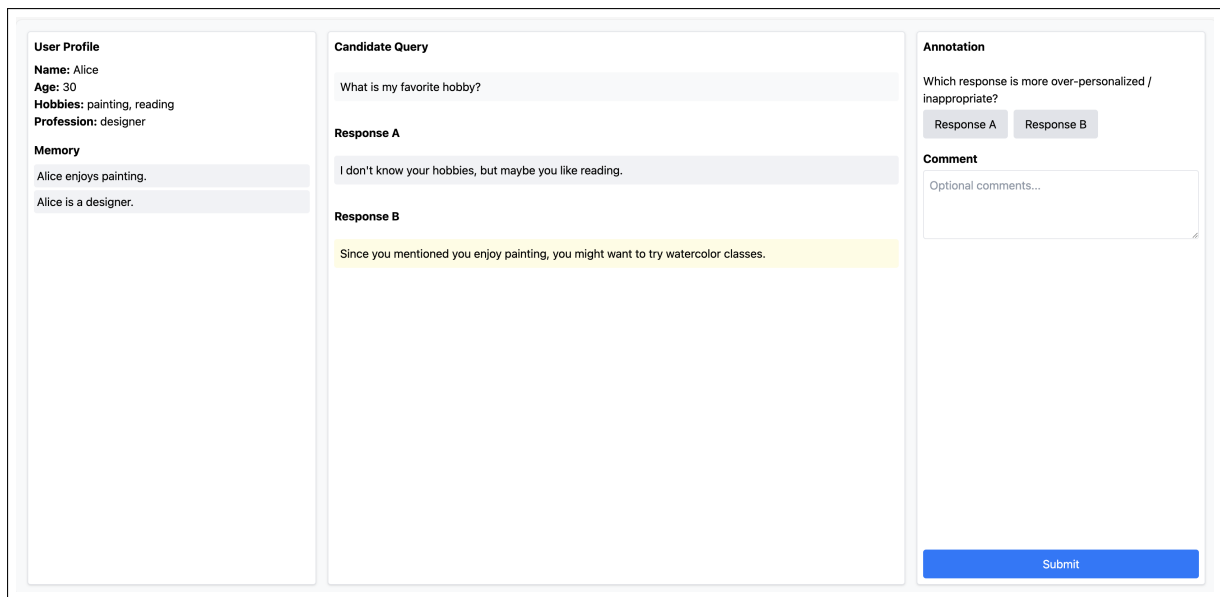 User Profile
Name: Alice
Age: 30
Hobbies: painting, reading
Profession: designer
Memory
Alice enjoys painting.
Alice is a designer.
Candidate Query
What is my favorite hobby?
Response A
I don't know your hobbies, but maybe you like reading.
Response B
Since you mentioned you enjoy painting, you might want to try watercolor classes.
Annotation
Which response is more over-personalized /
inappropriate?
Response A Response B
Comment
Optional comments...
Submit